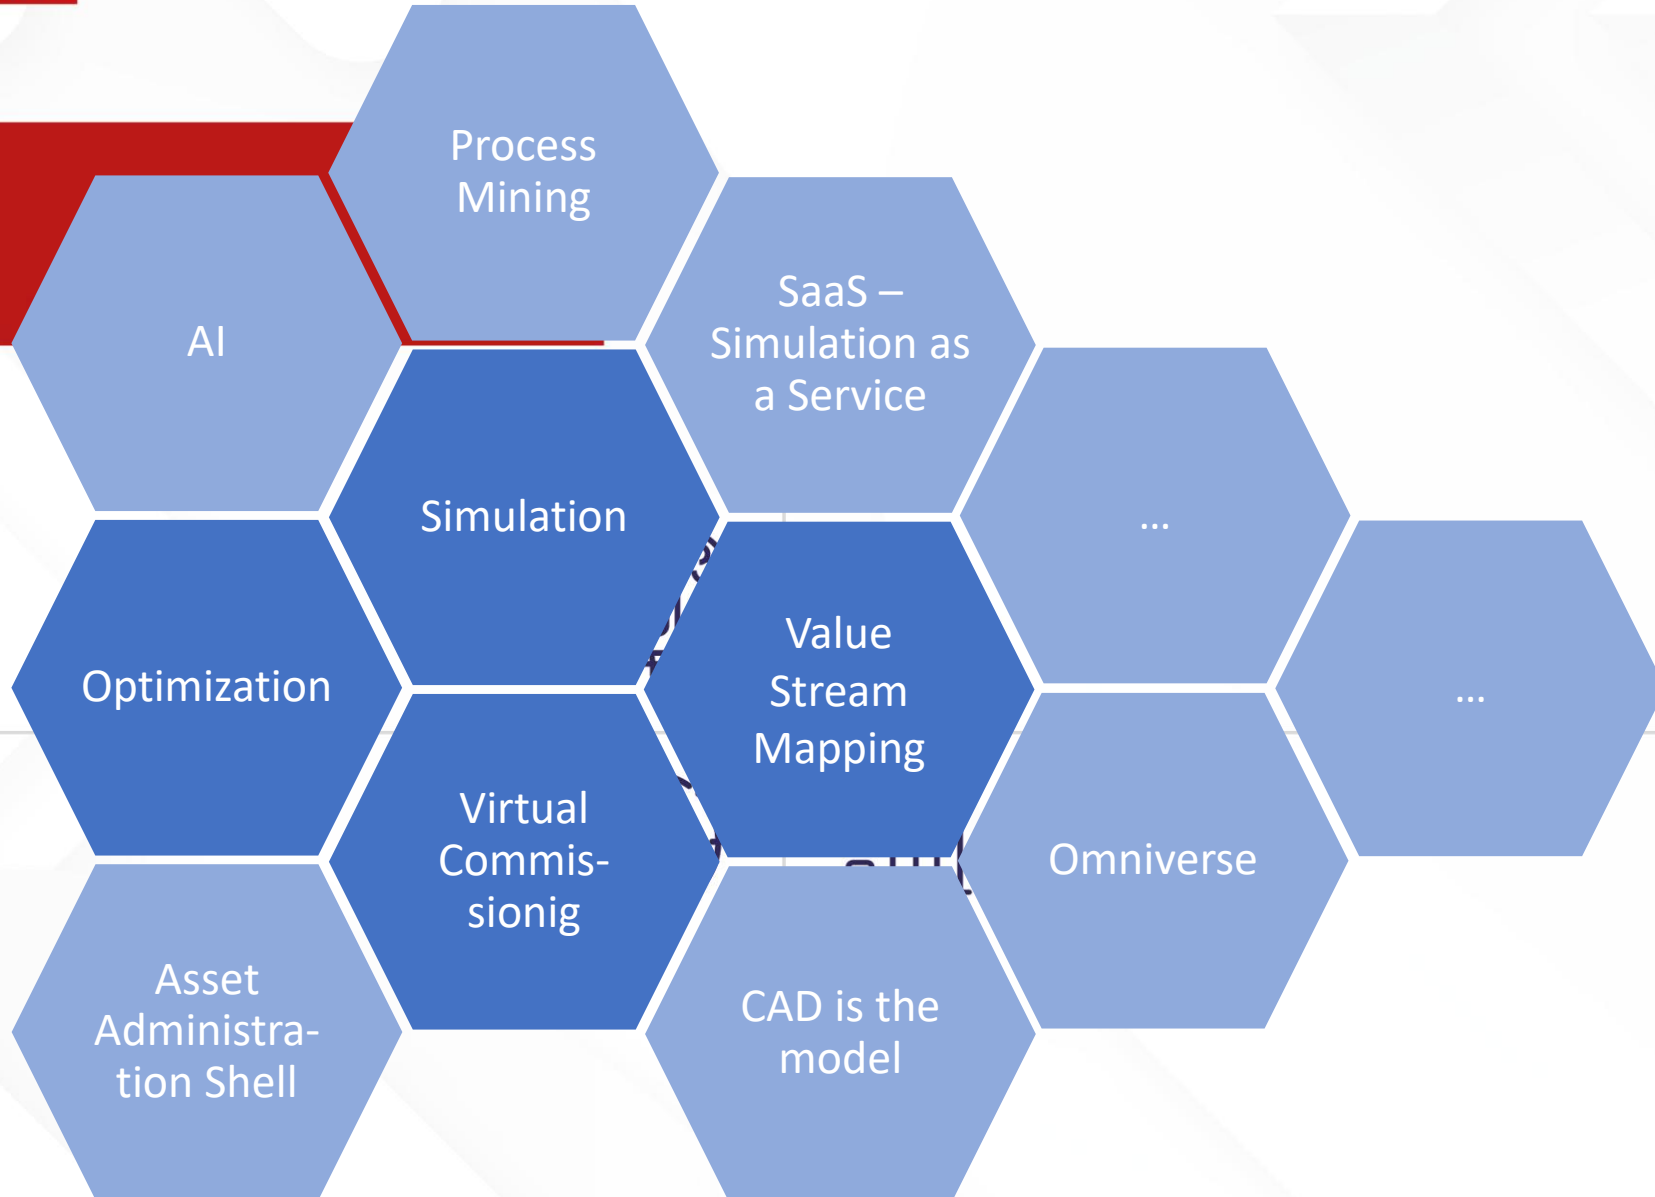 Process
Mining
AI
SaaS –
Simulation as
a Service
Simulation
...
Optimization
Value
Stream
Mapping
...
Virtual
Commis-
sionig
Omniverse
Asset
Administra-
tion Shell
CAD is the
model